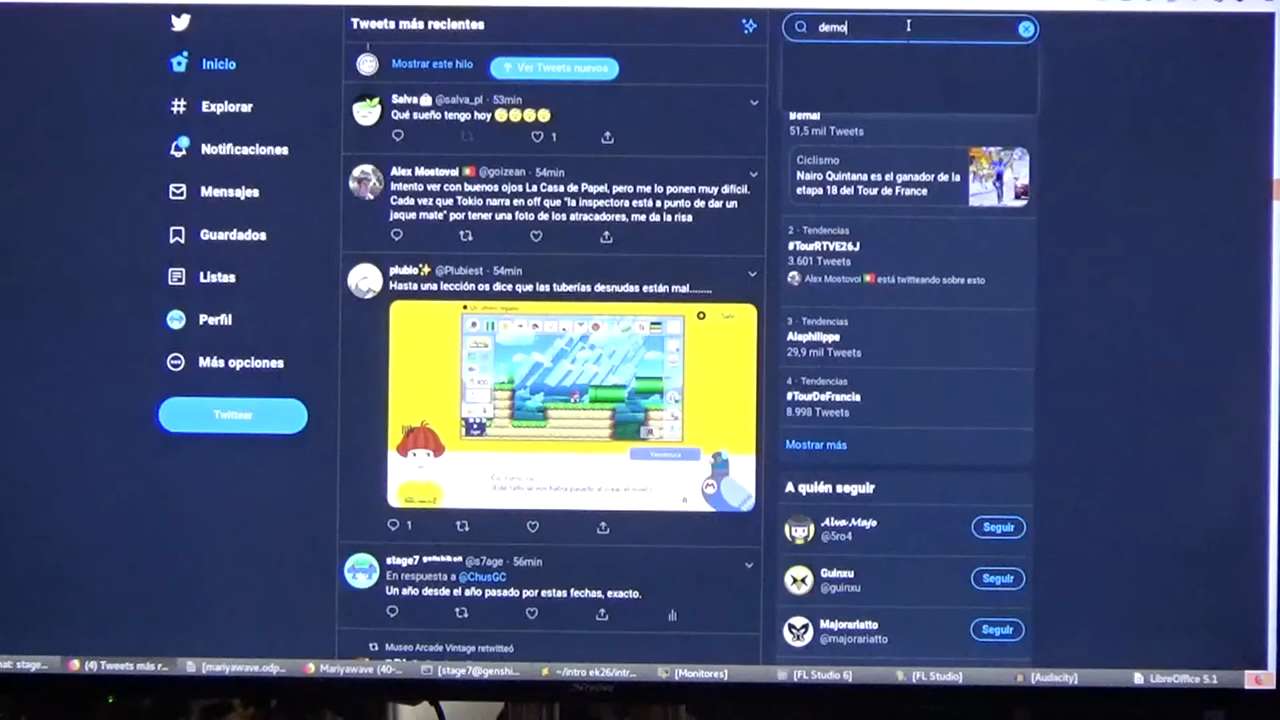 Inicio
Explorar
Notificaciones
Mensajes
Guardados
Listas
Perfil
Más opciones
Twittear
Tweets más recientes
Mostrar este hilo
Ver Tweets nuevos
Salva @salva_pl · 53min
Qué sueño tengo hoy
1
Alex Mostovoi @goizean · 54min
Intento ver con buenos ojos La Casa de Papel, pero me lo ponen muy difícil.
Cada vez que Tokio narra en off que "la inspectora está a punto de dar un
jaque mate" por tener una foto de los atracadores, me da la risa
plubio @Plubiest · 54min
Hasta una lección os dice que las tuberías desnudas están mal........
1
stage7 @s7age · 56min
En respuesta a @ChusGC
Un año desde el año pasado por estas fechas, exacto.
Museo Arcade Vintage retwitteó
demo
Bernal
51,5 mil Tweets
Ciclismo
Nairo Quintana es el ganador de la
etapa 18 del Tour de France
2 · Tendencias
#TourRTVE26J
3.601 Tweets
Alex Mostovoi está twitteando sobre esto
3 · Tendencias
Alaphilippe
29,9 mil Tweets
4 · Tendencias
#TourDeFrancia
8.998 Tweets
Mostrar más
A quién seguir
Alva Majo
@5ro4
Seguir
Guinxu
@guinxu
Seguir
Majorariatto
@majorariatto
Seguir
stage...
(4) Tweets más r...
[mariyawave.odp...
Mariyawave (40-...
[stage7@genshi...
~/intro ek26/intr...
[Monitores]
[FL Studio 6]
[FL Studio]
[Audacity]
LibreOffice 5.1